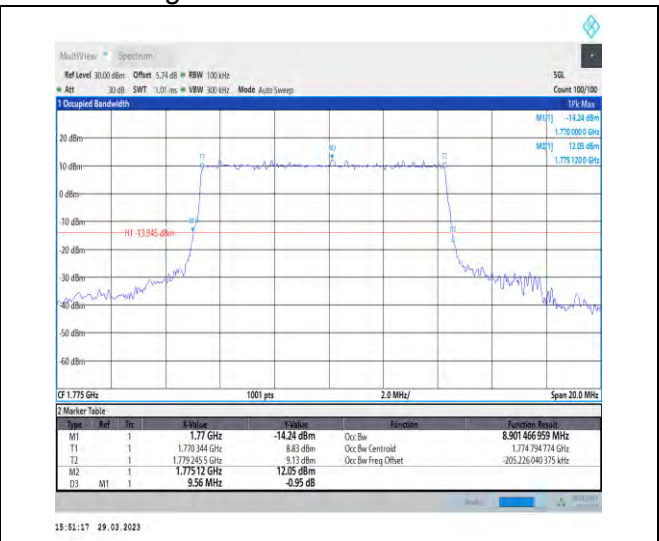 MultiView Spectrum
Ref Level 30.00 dBm Offset 5.74 dB RBW 100 kHz SGL
Att 30 dB SWT 1.01 ms VBW 300 kHz Mode Auto Sweep Count 100/100
1 Occupied Bandwidth 1Pk Max
M1[1] -14.24 dBm
1.770 000 0 GHz
20 dBm M2[1] 12.05 dBm
1.775 120 0 GHz
M2
T1 T2
10 dBm
0 dBm
-10 dBm
M1
H1 -13.945 dBm
-20 dBm
-30 dBm
-40 dBm
-50 dBm
-60 dBm
CF 1.775 GHz 1001 pts 2.0 MHz/ Span 20.0 MHz
2 Marker Table
Type Ref Trc X-Value Y-Value Function Function Result
M1 1 1.77 GHz -14.24 dBm Occ Bw 8.901 466 959 MHz
T1 1 1.770 344 GHz 8.83 dBm Occ Bw Centroid 1.774 794 774 GHz
T2 1 1.779 245 5 GHz 9.13 dBm Occ Bw Freq Offset -205.226 040 375 kHz
M2 1 1.775 12 GHz 12.05 dBm
D3 M1 1 9.56 MHz -0.95 dB
15:51:17 29.03.2023